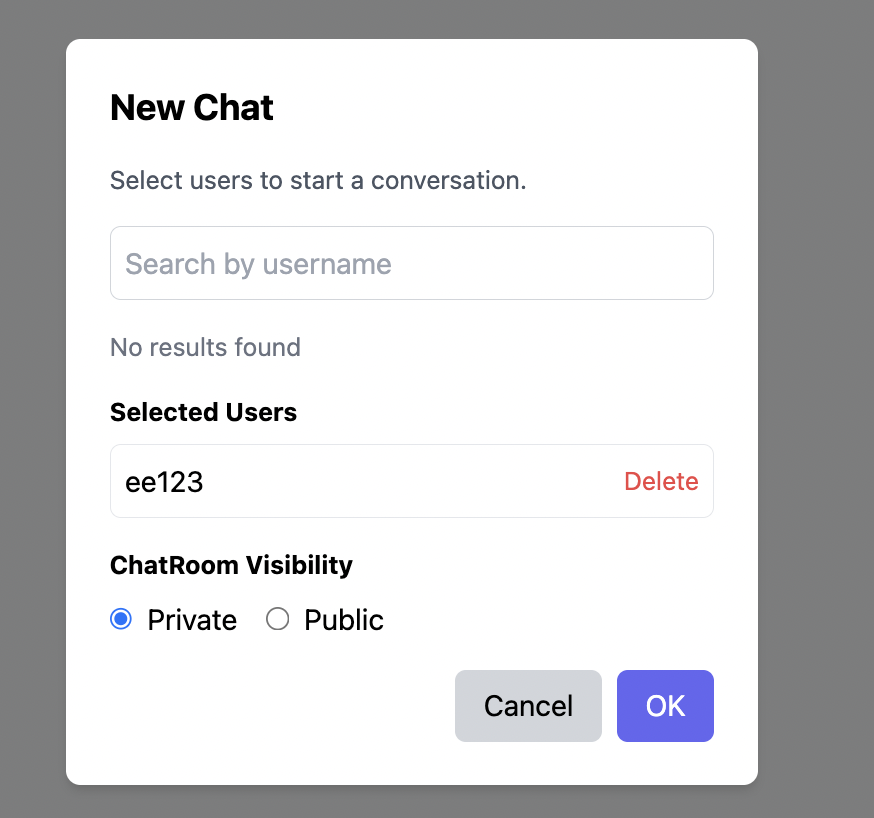 New Chat
Select users to start a conversation.
Search by username
No results found
Selected Users
ee123 Delete
ChatRoom Visibility
Private Public
Cancel OK